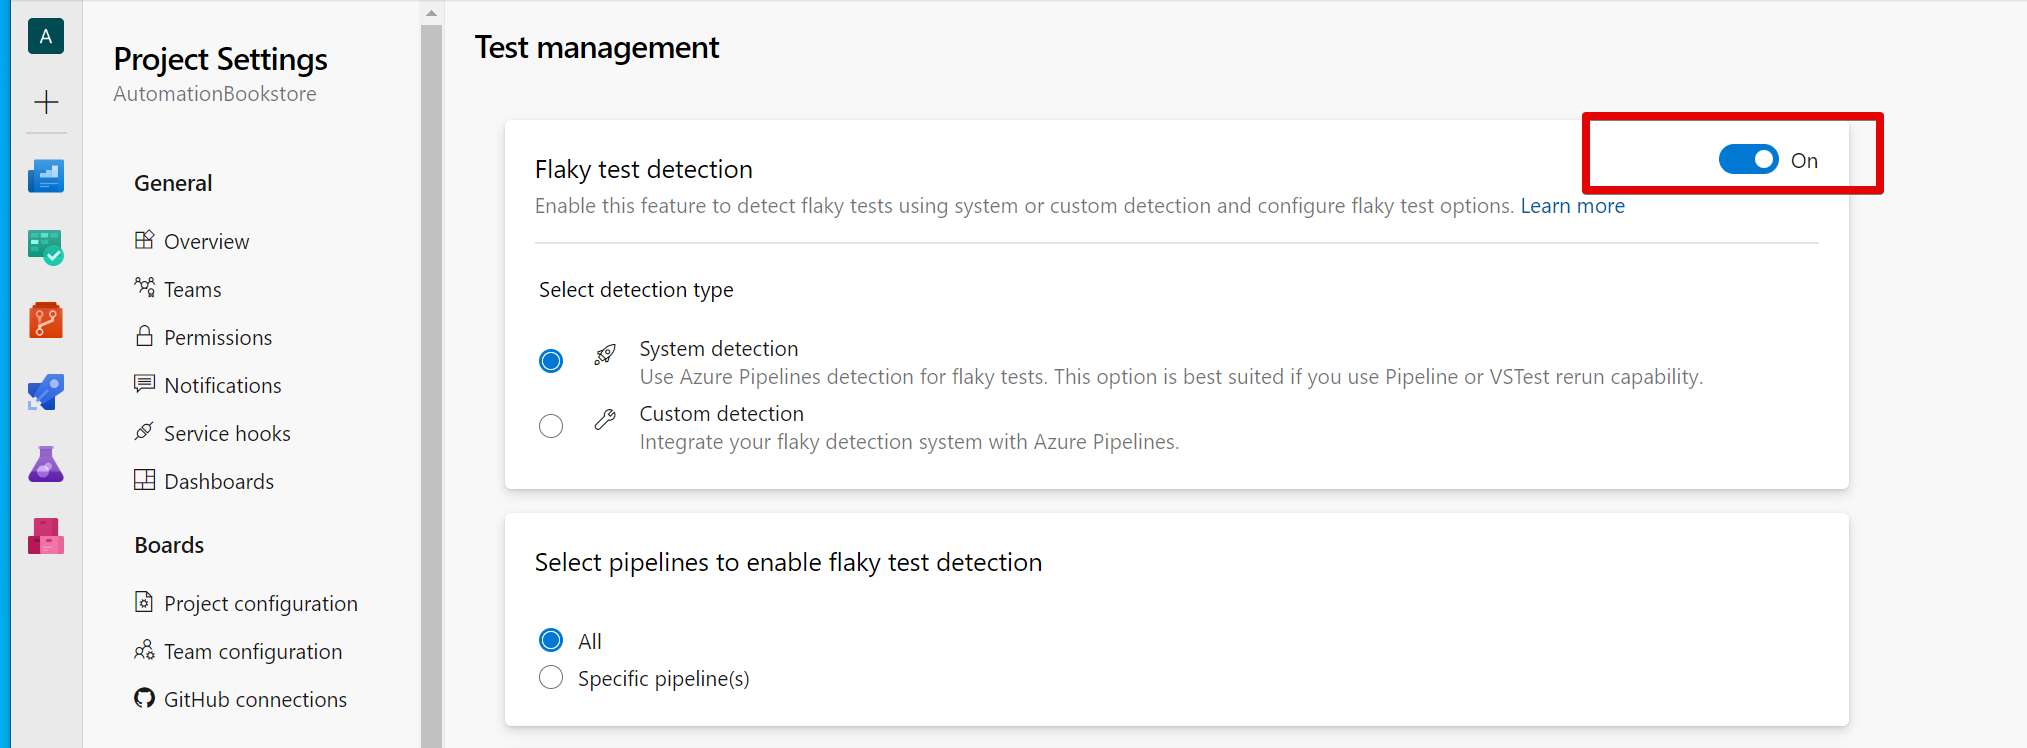 A
Project Settings
AutomationBookstore
General
Overview
Teams
Permissions
Notifications
Service hooks
Dashboards
Boards
Project configuration
Team configuration
GitHub connections
Test management
Flaky test detection
On
Enable this feature to detect flaky tests using system or custom detection and configure flaky test options. Learn more
Select detection type
System detection
Use Azure Pipelines detection for flaky tests. This option is best suited if you use Pipeline or VSTest rerun capability.
Custom detection
Integrate your flaky detection system with Azure Pipelines.
Select pipelines to enable flaky test detection
All
Specific pipeline(s)